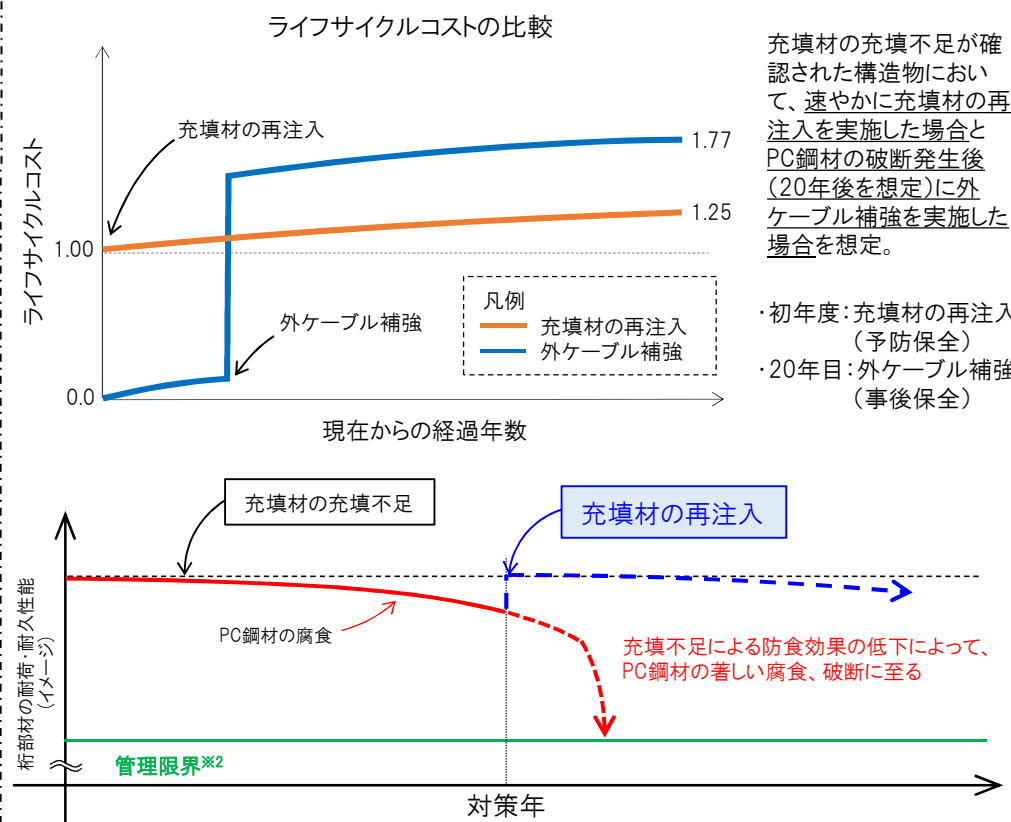 ライフサイクルコストの比較
ライフサイクルコスト
充填材の再注入
1.77
1.25
1.00
外ケーブル補強
0.0
凡例
充填材の再注入
外ケーブル補強
現在からの経過年数
充填材の充填不足が確
認された構造物におい
て、速やかに充填材の再
注入を実施した場合と
PC鋼材の破断発生後
(20年後を想定)に外
ケーブル補強を実施した
場合を想定。
・初年度：充填材の再注入
(予防保全)
・20年目：外ケーブル補強
(事後保全)
充填材の充填不足
充填材の再注入
桁部材の耐荷・耐久性能
(イメージ)
PC鋼材の腐食
充填不足による防食効果の低下によって、
PC鋼材の著しい腐食、破断に至る
管理限界※2
対策年